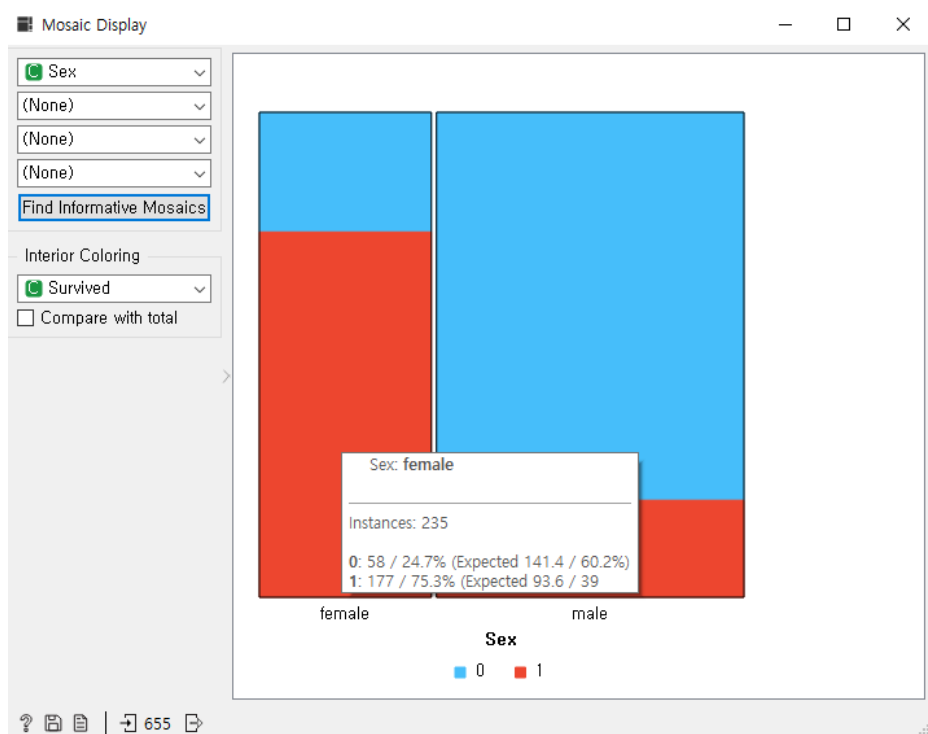 Mosaic Display
Sex
(None)
(None)
(None)
Find Informative Mosaics
Interior Coloring
Survived
Compare with total
Sex: female
Instances: 235
0: 58 / 24.7% (Expected 141.4 / 60.2%)
1: 177 / 75.3% (Expected 93.6 / 39
female male
Sex
0 1
655